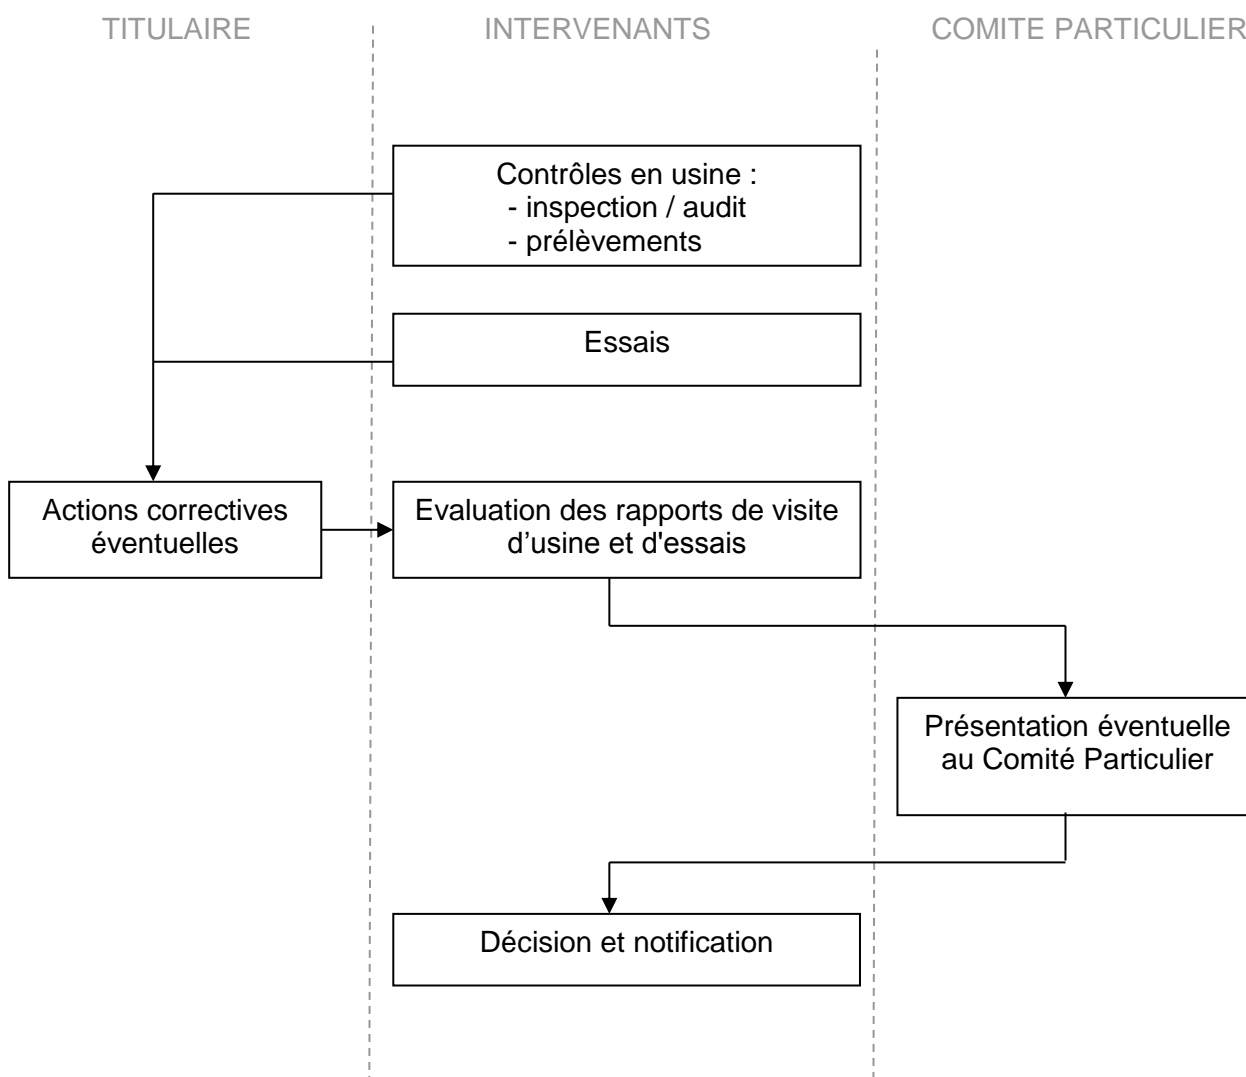 TITULAIRE
INTERVENANTS
COMITE PARTICULIER
Contrôles en usine :
- inspection / audit
- prélèvements
Essais
Actions correctives
éventuelles
Evaluation des rapports de visite
d’usine et d'essais
Présentation éventuelle
au Comité Particulier
Décision et notification